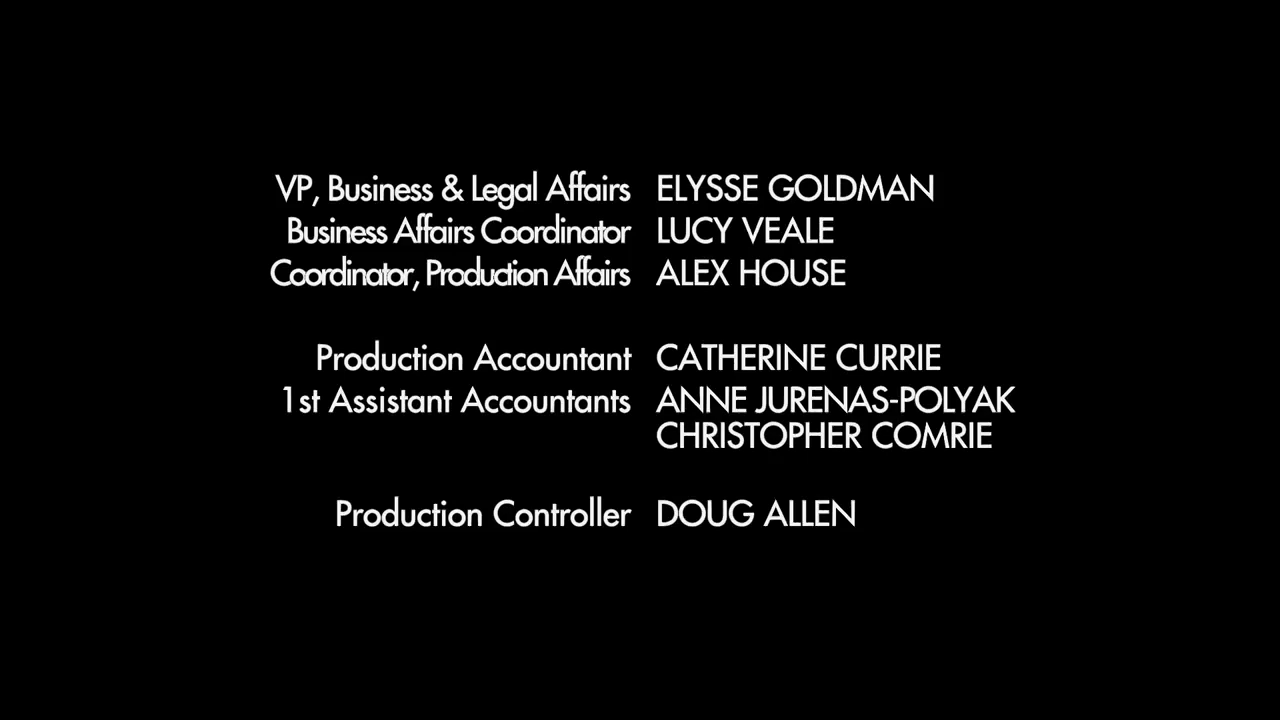 VP, Business & Legal Affairs ELYSSE GOLDMAN
Business Affairs Coordinator LUCY VEALE
Coordinator, Production Affairs ALEX HOUSE
Production Accountant CATHERINE CURRIE
1st Assistant Accountants ANNE JURENAS-POLYAK
CHRISTOPHER COMRIE
Production Controller DOUG ALLEN